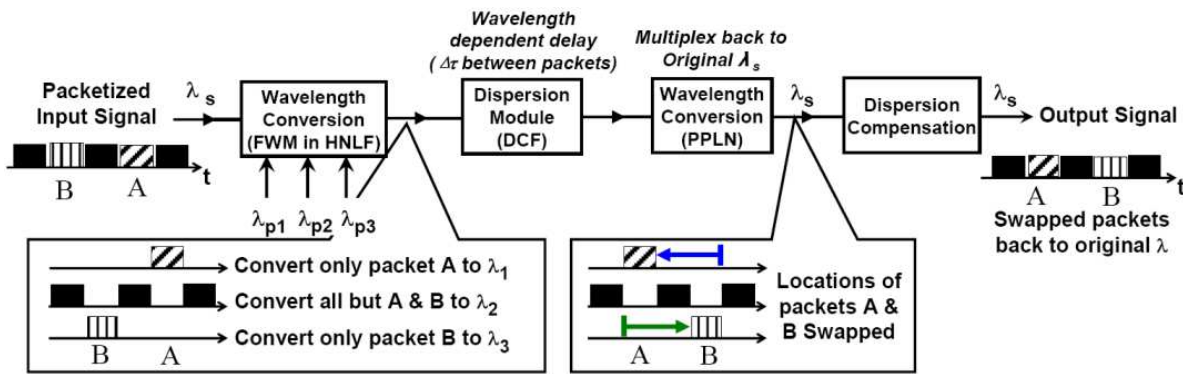 Wavelength
dependent delay
( Δτ between packets)
Multiplex back to
Original λs
Packetized
Input Signal
λs
Wavelength
Conversion
(FWM in HNLF)
Dispersion
Module
(DCF)
Wavelength
Conversion
(PPLN)
λs
Dispersion
Compensation
λs
Output Signal
B
A
t
λp1
λp2
λp3
A
B
t
Swapped packets
back to original λ
Convert only packet A to λ1
Convert all but A & B to λ2
Convert only packet B to λ3
B
A
Locations of
packets A &
B Swapped
A
B